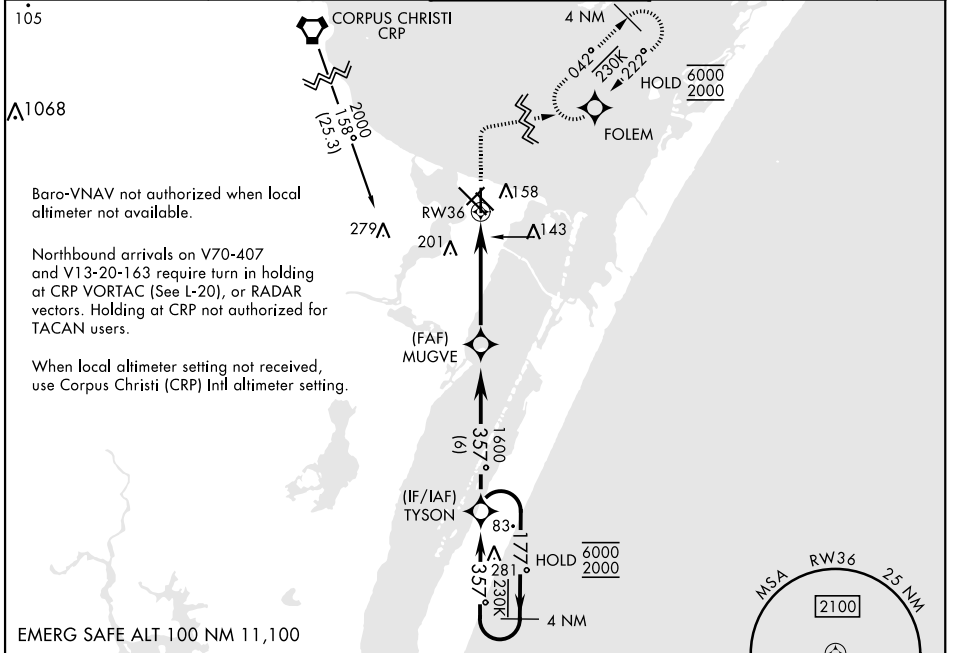 105
CORPUS CHRISTI
CRP
4 NM
042°
230K
222°
HOLD 6000
2000
FOLEM
1068
2000
158°
(25.3)
Baro-VNAV not authorized when local
altimeter not available.
RW36
158
279
201
143
Northbound arrivals on V70-407
and V13-20-163 require turn in holding
at CRP VORTAC (See L-20), or RADAR
vectors. Holding at CRP not authorized for
TACAN users.
(FAF)
MUGVE
When local altimeter setting not received,
use Corpus Christi (CRP) Intl altimeter setting.
1600
357°
(6)
(IF/IAF)
TYSON
83
177°
HOLD 6000
2000
281
357°
230K
4 NM
MSA RW36 25 NM
2100
EMERG SAFE ALT 100 NM 11,100